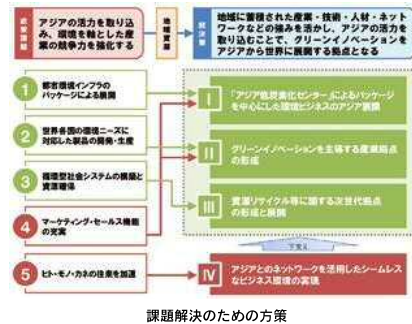 政策課題
アジアの活力を取り込
み、環境を軸とした産
業の競争力を強化する
地域資源
解決策
地域に蓄積された産業・技術・人材・ネット
ワークなどの強みを活かし、アジアの活力を
取り込むことで、グリーンイノベーションを
アジアから世界に展開する拠点となる
1 都市環境インフラの
パッケージによる展開
2 世界各国の環境ニーズに
対応した製品の開発・生産
3 循環型社会システムの構築と
資源確保
4 マーケティング・セールス機能
の充実
5 ヒト・モノ・カネの往来を加速
I 「アジア低炭素化センター」によるパッケージ
を中心にした環境ビジネスのアジア展開
II グリーンイノベーションを主導する産業拠点
の形成
III 資源リサイクル等に関する次世代拠点
の形成と展開
下支え
IV アジアとのネットワークを活用したシームレス
なビジネス環境の実現
課題解決のための方策